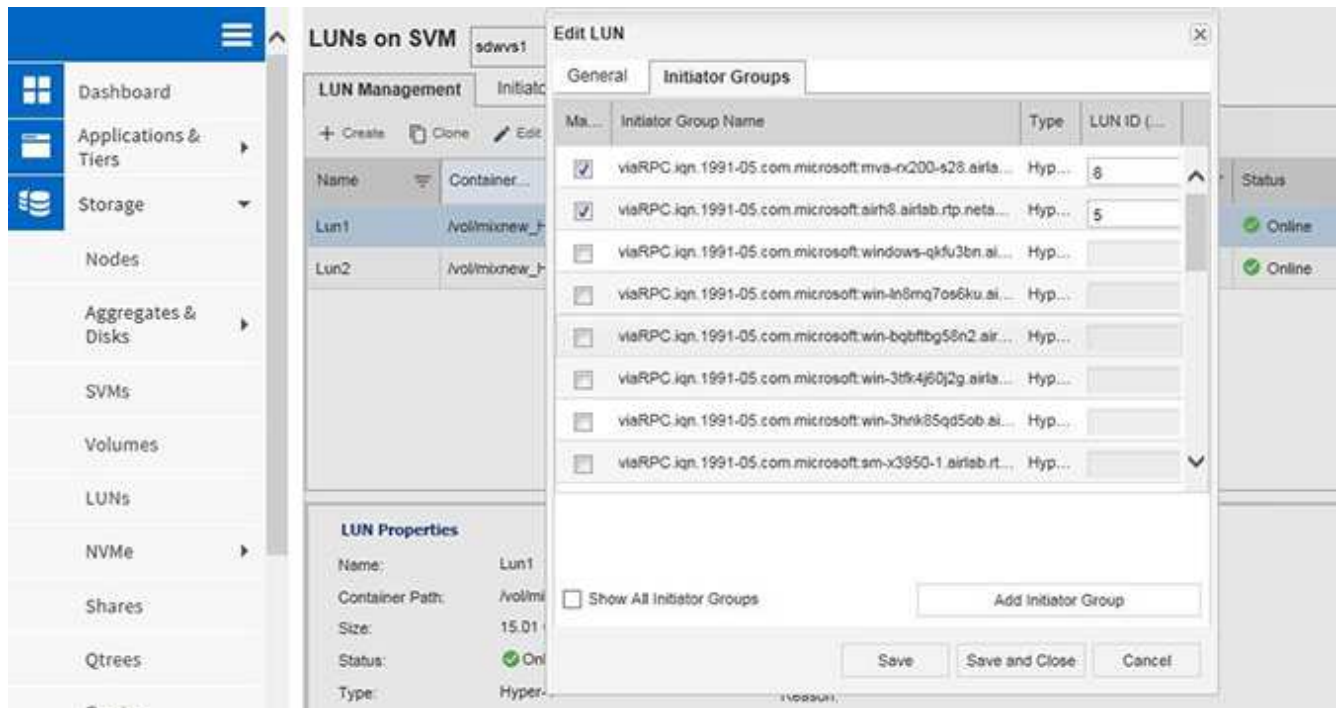 Dashboard
Applications &
Tiers
Storage
Nodes
Aggregates &
Disks
SVMs
Volumes
LUNs
NVMe
Shares
Qtrees
LUNs on SVM sdwvs1
LUN Management Initiato
+ Create Clone Edit
Name Container... Status
Lun1 /vol/mixnew_H Online
Lun2 /vol/mixnew_H Online
LUN Properties
Name: Lun1
Container Path: /vol/mi
Size: 15.01
Status: Onl
Type: Hyper-
Edit LUN
General Initiator Groups
Ma... Initiator Group Name Type LUN ID (...
viaRPC.iqn.1991-05.com.microsoft:mva-rx200-s28.airla... Hyp... 8
viaRPC.iqn.1991-05.com.microsoft:airh8.airlab.rtp.neta... Hyp... 5
viaRPC.iqn.1991-05.com.microsoft:windows-qkfu3bn.ai... Hyp...
viaRPC.iqn.1991-05.com.microsoft:win-ln8mq7os6ku.ai... Hyp...
viaRPC.iqn.1991-05.com.microsoft:win-bqbftbg58n2.air... Hyp...
viaRPC.iqn.1991-05.com.microsoft:win-3tfk4j60j2g.airla... Hyp...
viaRPC.iqn.1991-05.com.microsoft:win-3hnk85qd5ob.ai... Hyp...
viaRPC.iqn.1991-05.com.microsoft:sm-x3950-1.airlab.rt... Hyp...
Show All Initiator Groups Add Initiator Group
Save Save and Close Cancel